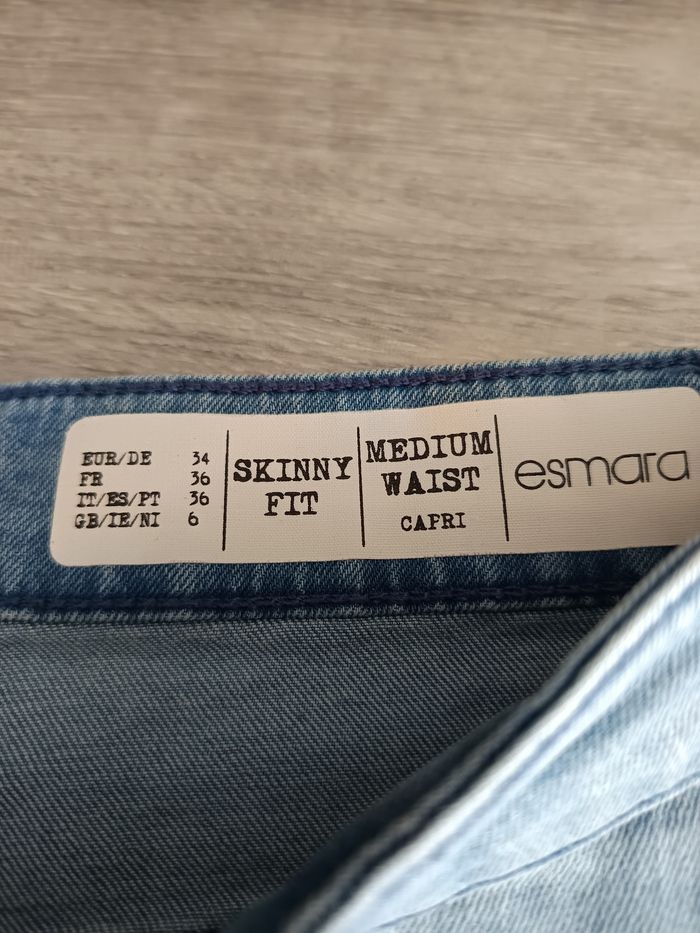 EUR/DE 34
FR 36
IT/ES/PT 36
GB/IE/NI 6
SKINNY
FIT
MEDIUM
WAIST
CAPRI
esmara